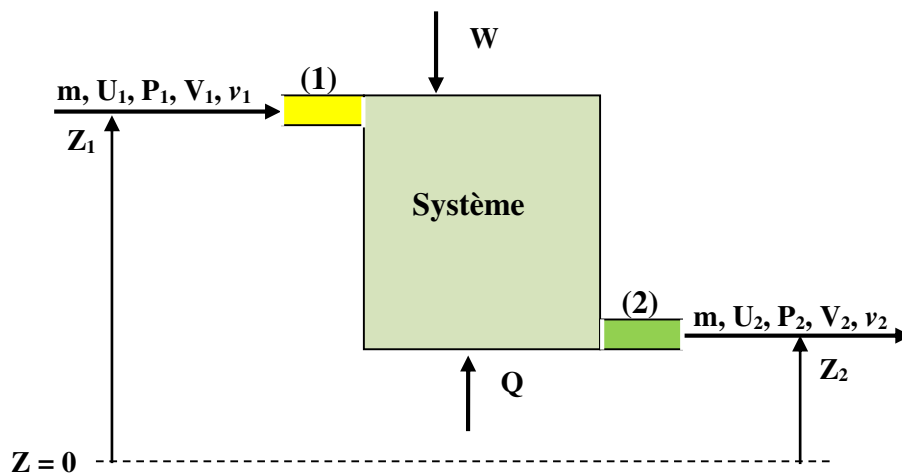 W
(1)
m, U₁, P₁, V₁, v₁
Z₁
Système
(2)
m, U₂, P₂, V₂, v₂
Z₂
Q
Z = 0